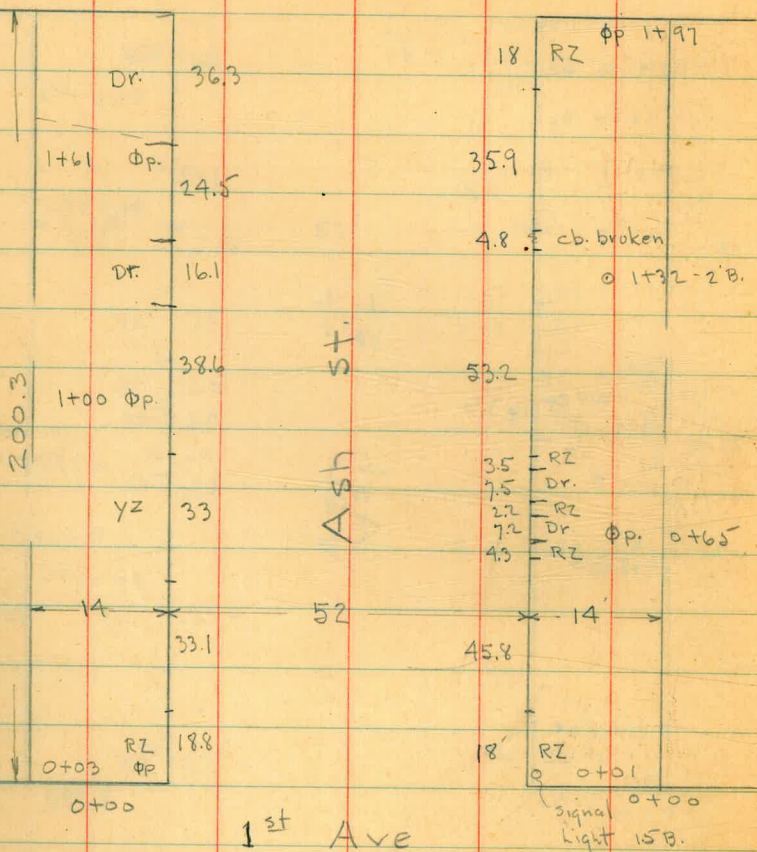 Φp 1+97
18 RZ
Dr. 36.3
1+61 Φp.
35.9
24.5
4.8 cb. broken
Dr. 16.1
⊙ 1+32 - 2'B.
38.6
53.2
200.3
1+00 Φp.
Ash St.
3.5 RZ
7.5 Dr.
YZ 33
2.2 RZ
7.2 Dr
Φp. 0+65
4.3 RZ
14 52 14'
33.1
45.8
RZ 18.8
18' RZ
0+03 Φp
0+01
0+00
0+00
signal
Light 1.5 B.
1st Ave